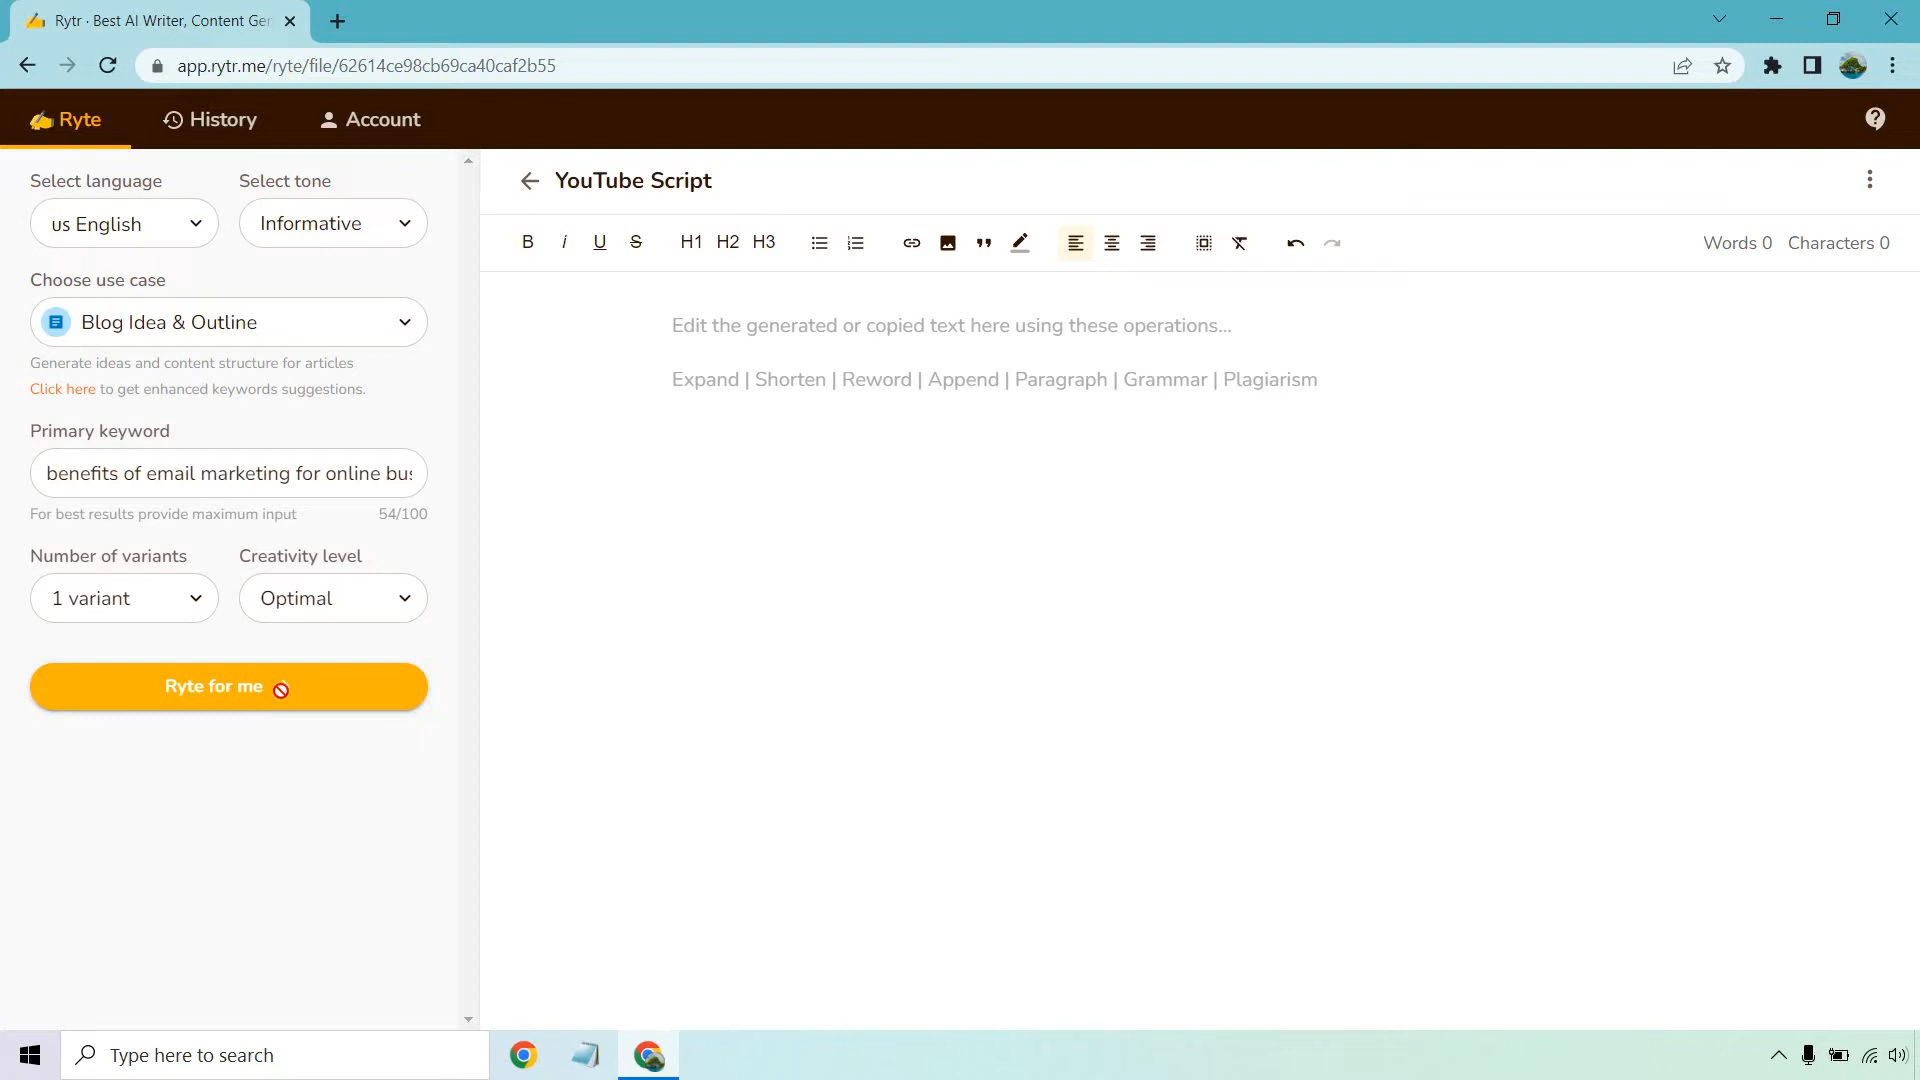 Rytr · Best AI Writer, Content Gen
app.rytr.me/ryte/file/62614ce98cb69ca40caf2b55
Ryte
History
Account
Select language
Select tone
us English
Informative
Choose use case
Blog Idea & Outline
Generate ideas and content structure for articles
Click here to get enhanced keywords suggestions.
Primary keyword
benefits of email marketing for online bus
For best results provide maximum input
54/100
Number of variants
Creativity level
1 variant
Optimal
Ryte for me
YouTube Script
B i U S H1 H2 H3
Words 0 Characters 0
Edit the generated or copied text here using these operations...
Expand | Shorten | Reword | Append | Paragraph | Grammar | Plagiarism
Type here to search